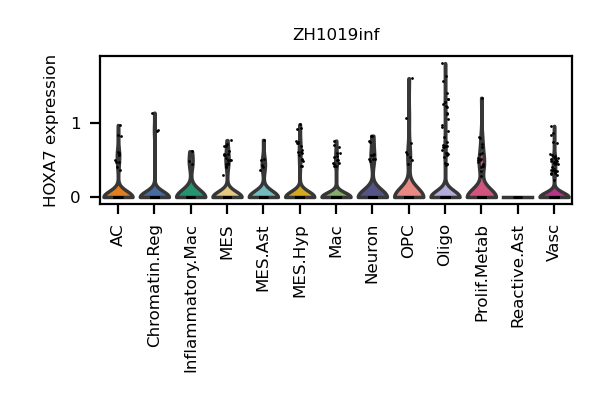 ZH1019inf
HOXA7 expression
1
0
AC
Chromatin.Reg
Inflammatory.Mac
MES
MES.Ast
MES.Hyp
Mac
Neuron
OPC
Oligo
Prolif.Metab
Reactive.Ast
Vasc